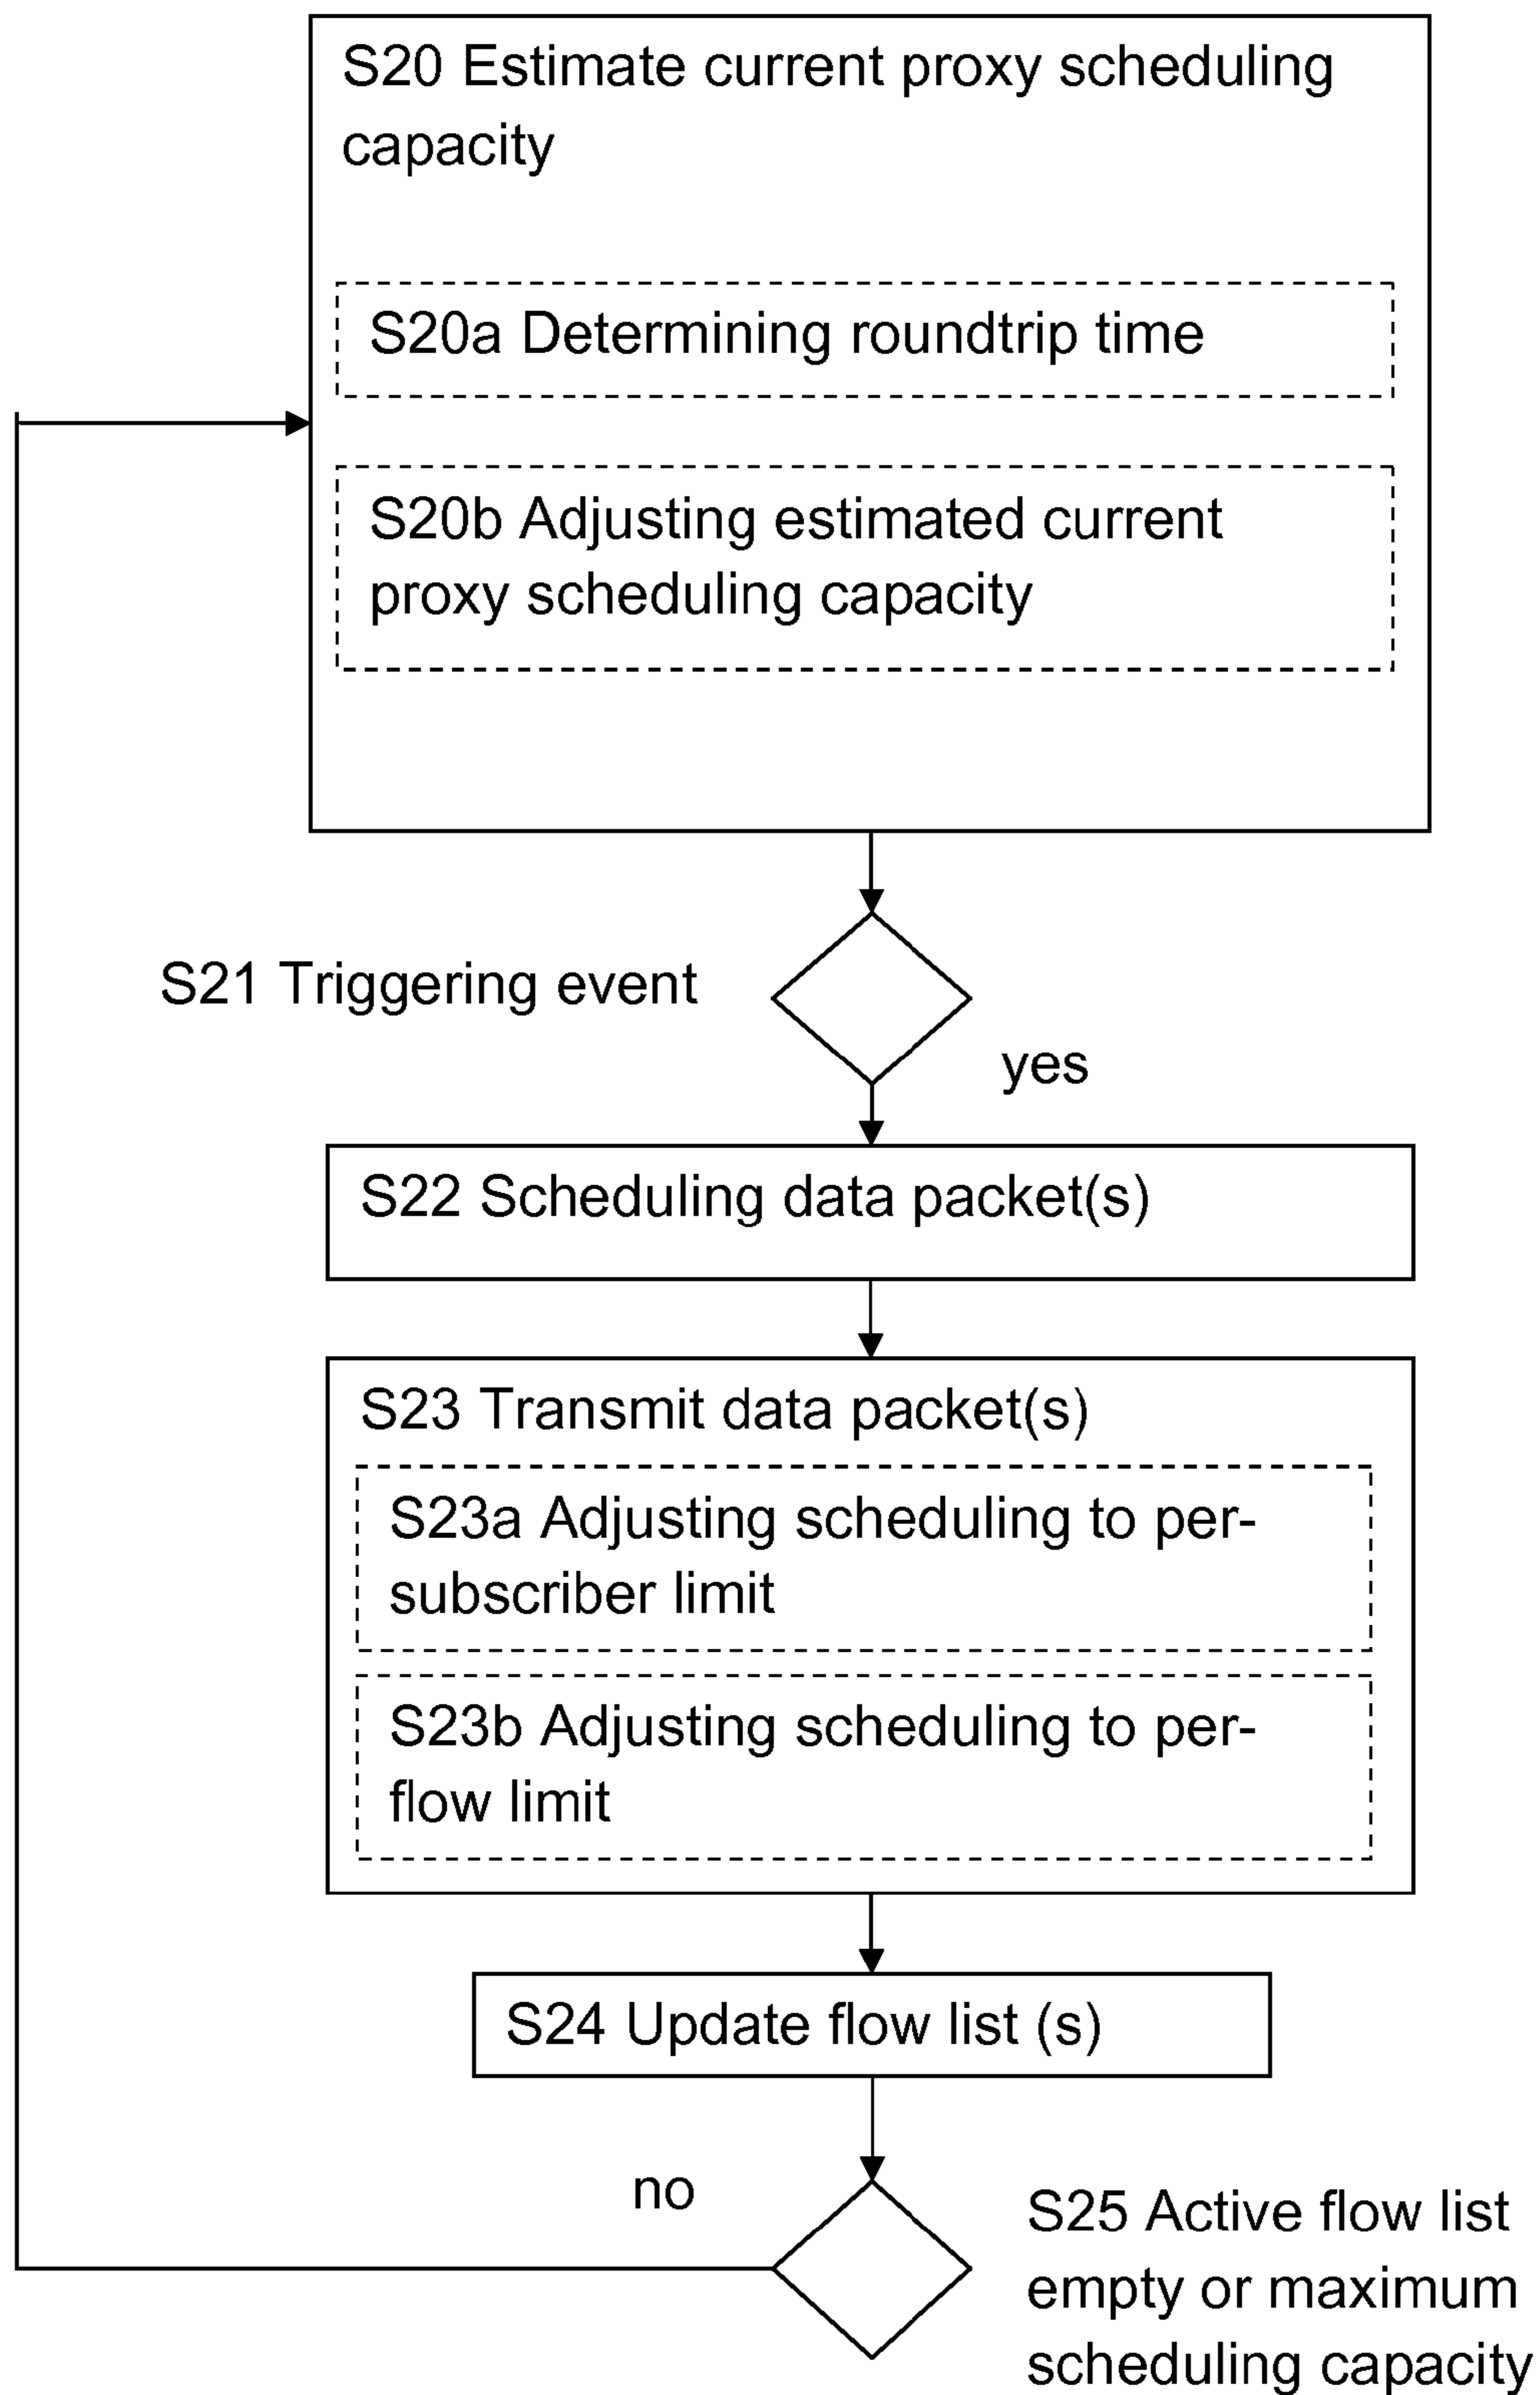 S20 Estimate current proxy scheduling
capacity
S20a Determining roundtrip time
S20b Adjusting estimated current
proxy scheduling capacity
S21 Triggering event
yes
S22 Scheduling data packet(s)
S23 Transmit data packet(s)
S23a Adjusting scheduling to per-
subscriber limit
S23b Adjusting scheduling to per-
flow limit
S24 Update flow list (s)
no
S25 Active flow list
empty or maximum
scheduling capacity